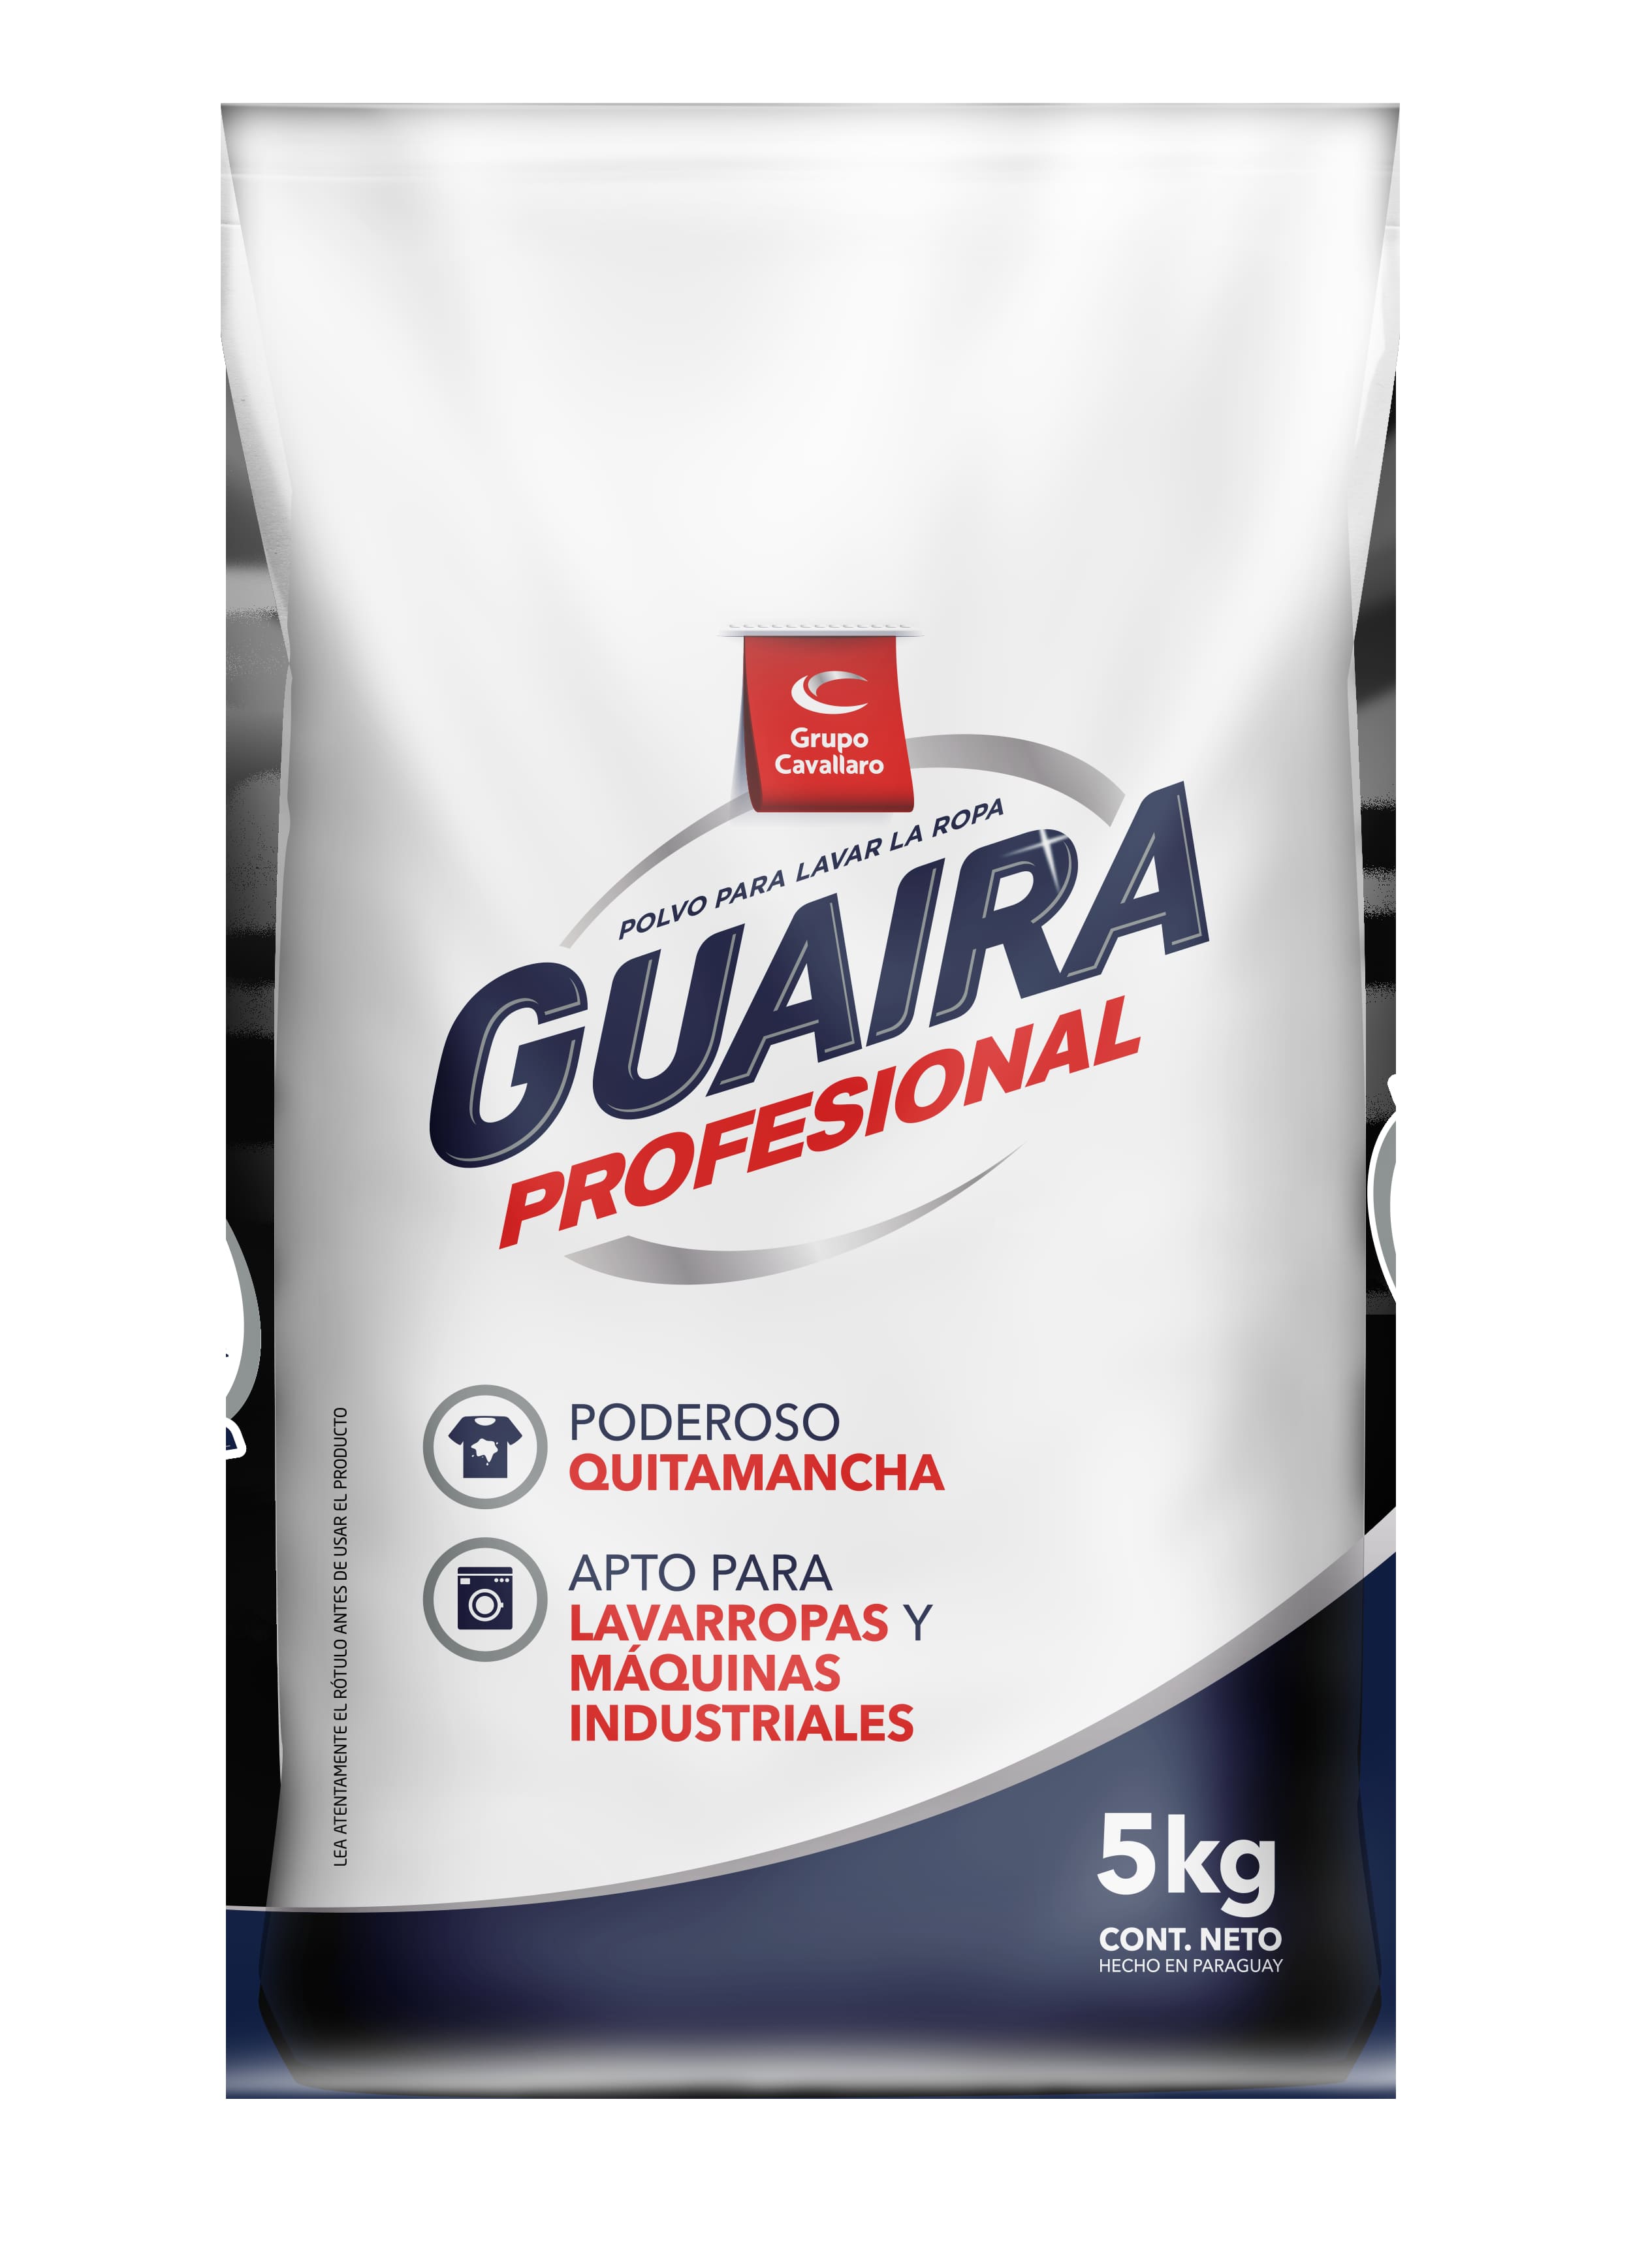 Grupo
Cavallaro
POLVO PARA LAVAR LA ROPA
GUAIRA
PROFESIONAL
PODEROSO
QUITAMANCHA
APTO PARA
LAVARROPAS Y
MÁQUINAS
INDUSTRIALES
LEA ATENTAMENTE EL RÓTULO ANTES DE USAR EL PRODUCTO
5kg
CONT. NETO
HECHO EN PARAGUAY